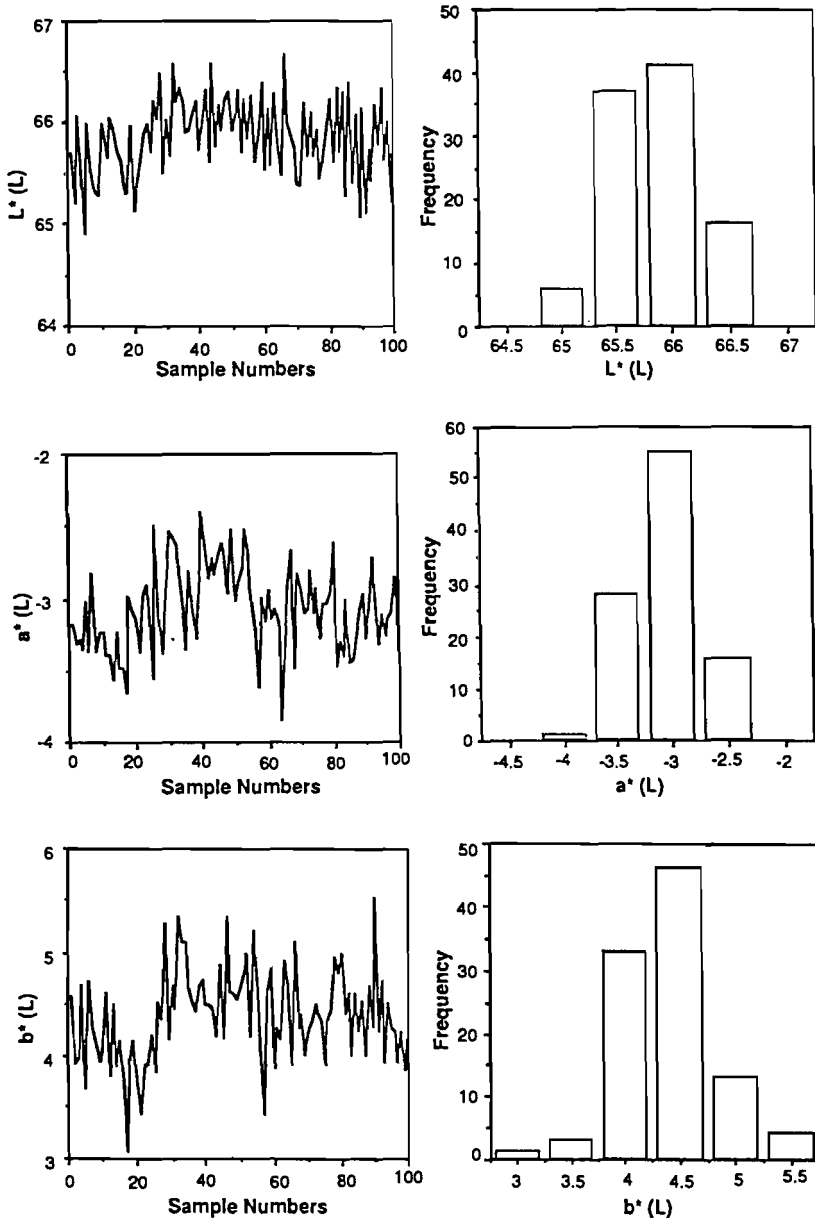 67
66
65
64
L* (L)
0 20 40 60 80 100
Sample Numbers
50
40
30
20
10
0
Frequency
64.5 65 65.5 66 66.5 67
L* (L)
-2
-3
-4
a* (L)
0 20 40 60 80 100
Sample Numbers
60
50
40
30
20
10
0
Frequency
-4.5 -4 -3.5 -3 -2.5 -2
a* (L)
6
5
4
3
b* (L)
0 20 40 60 80 100
Sample Numbers
50
40
30
20
10
0
Frequency
3 3.5 4 4.5 5 5.5
b* (L)